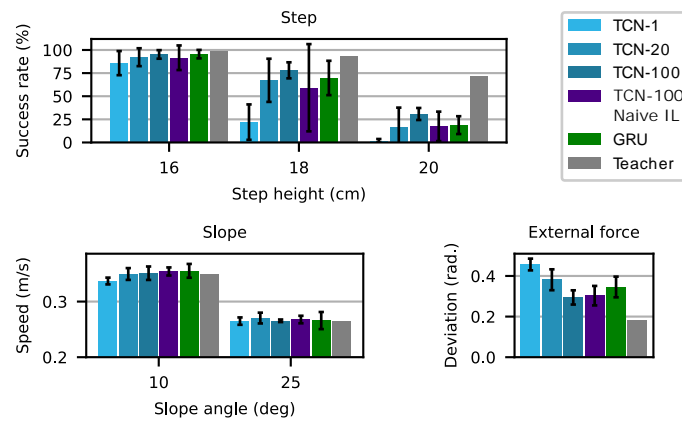 Step
Success rate (%)
100
75
50
25
0
16
18
20
Step height (cm)
TCN-1
TCN-20
TCN-100
TCN-100
Naive IL
GRU
Teacher
Slope
Speed (m/s)
0.3
0.2
10
25
Slope angle (deg)
External force
Deviation (rad.)
0.4
0.2
0.0